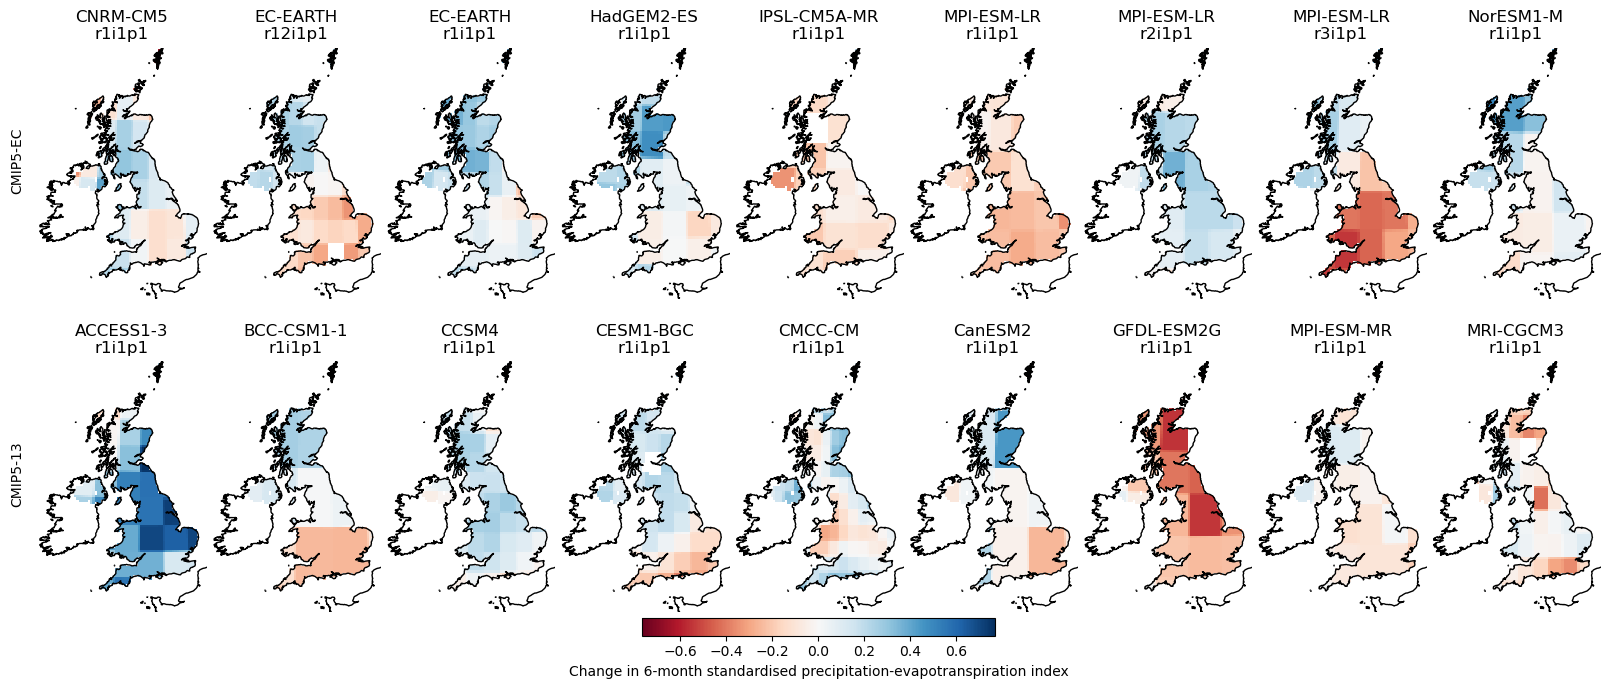 CNRM-CM5 EC-EARTH EC-EARTH HadGEM2-ES IPSL-CM5A-MR MPI-ESM-LR MPI-ESM-LR MPI-ESM-LR NorESM1-M
r1i1p1 r12i1p1 r1i1p1 r1i1p1 r1i1p1 r1i1p1 r2i1p1 r3i1p1 r1i1p1
CMIP5-EC
ACCESS1-3 BCC-CSM1-1 CCSM4 CESM1-BGC CMCC-CM CanESM2 GFDL-ESM2G MPI-ESM-MR MRI-CGCM3
r1i1p1 r1i1p1 r1i1p1 r1i1p1 r1i1p1 r1i1p1 r1i1p1 r1i1p1 r1i1p1
CMIP5-13
−0.6 −0.4 −0.2 0.0 0.2 0.4 0.6
Change in 6-month standardised precipitation-evapotranspiration index